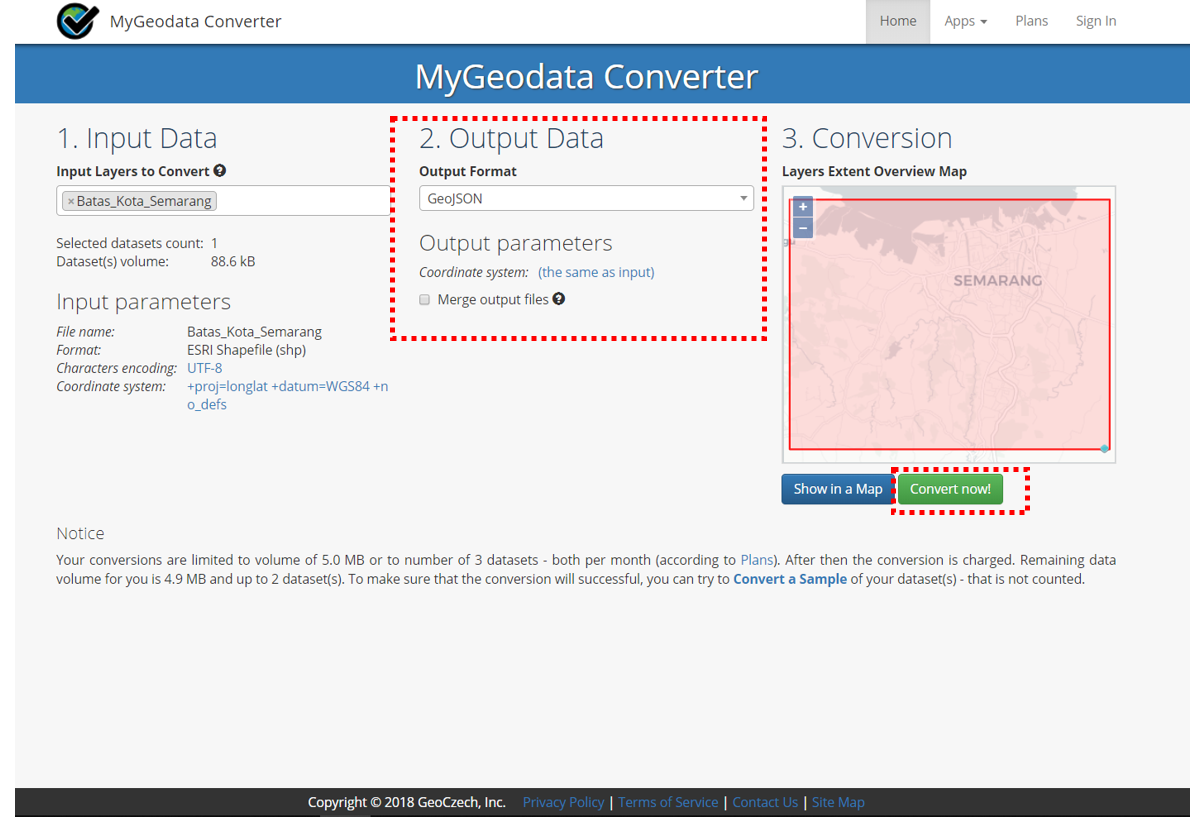 MyGeodata Converter
Home Apps Plans Sign In
MyGeodata Converter
1. Input Data
Input Layers to Convert ?
×Batas_Kota_Semarang
Selected datasets count: 1
Dataset(s) volume: 88.6 kB
Input parameters
File name: Batas_Kota_Semarang
Format: ESRI Shapefile (shp)
Characters encoding: UTF-8
Coordinate system: +proj=longlat +datum=WGS84 +n
o_defs
2. Output Data
Output Format
GeoJSON
Output parameters
Coordinate system: (the same as input)
Merge output files ?
3. Conversion
Layers Extent Overview Map
+
−
SEMARANG
Show in a Map Convert now!
Notice
Your conversions are limited to volume of 5.0 MB or to number of 3 datasets - both per month (according to Plans). After then the conversion is charged. Remaining data
volume for you is 4.9 MB and up to 2 dataset(s). To make sure that the conversion will successful, you can try to Convert a Sample of your dataset(s) - that is not counted.
Copyright © 2018 GeoCzech, Inc. Privacy Policy | Terms of Service | Contact Us | Site Map